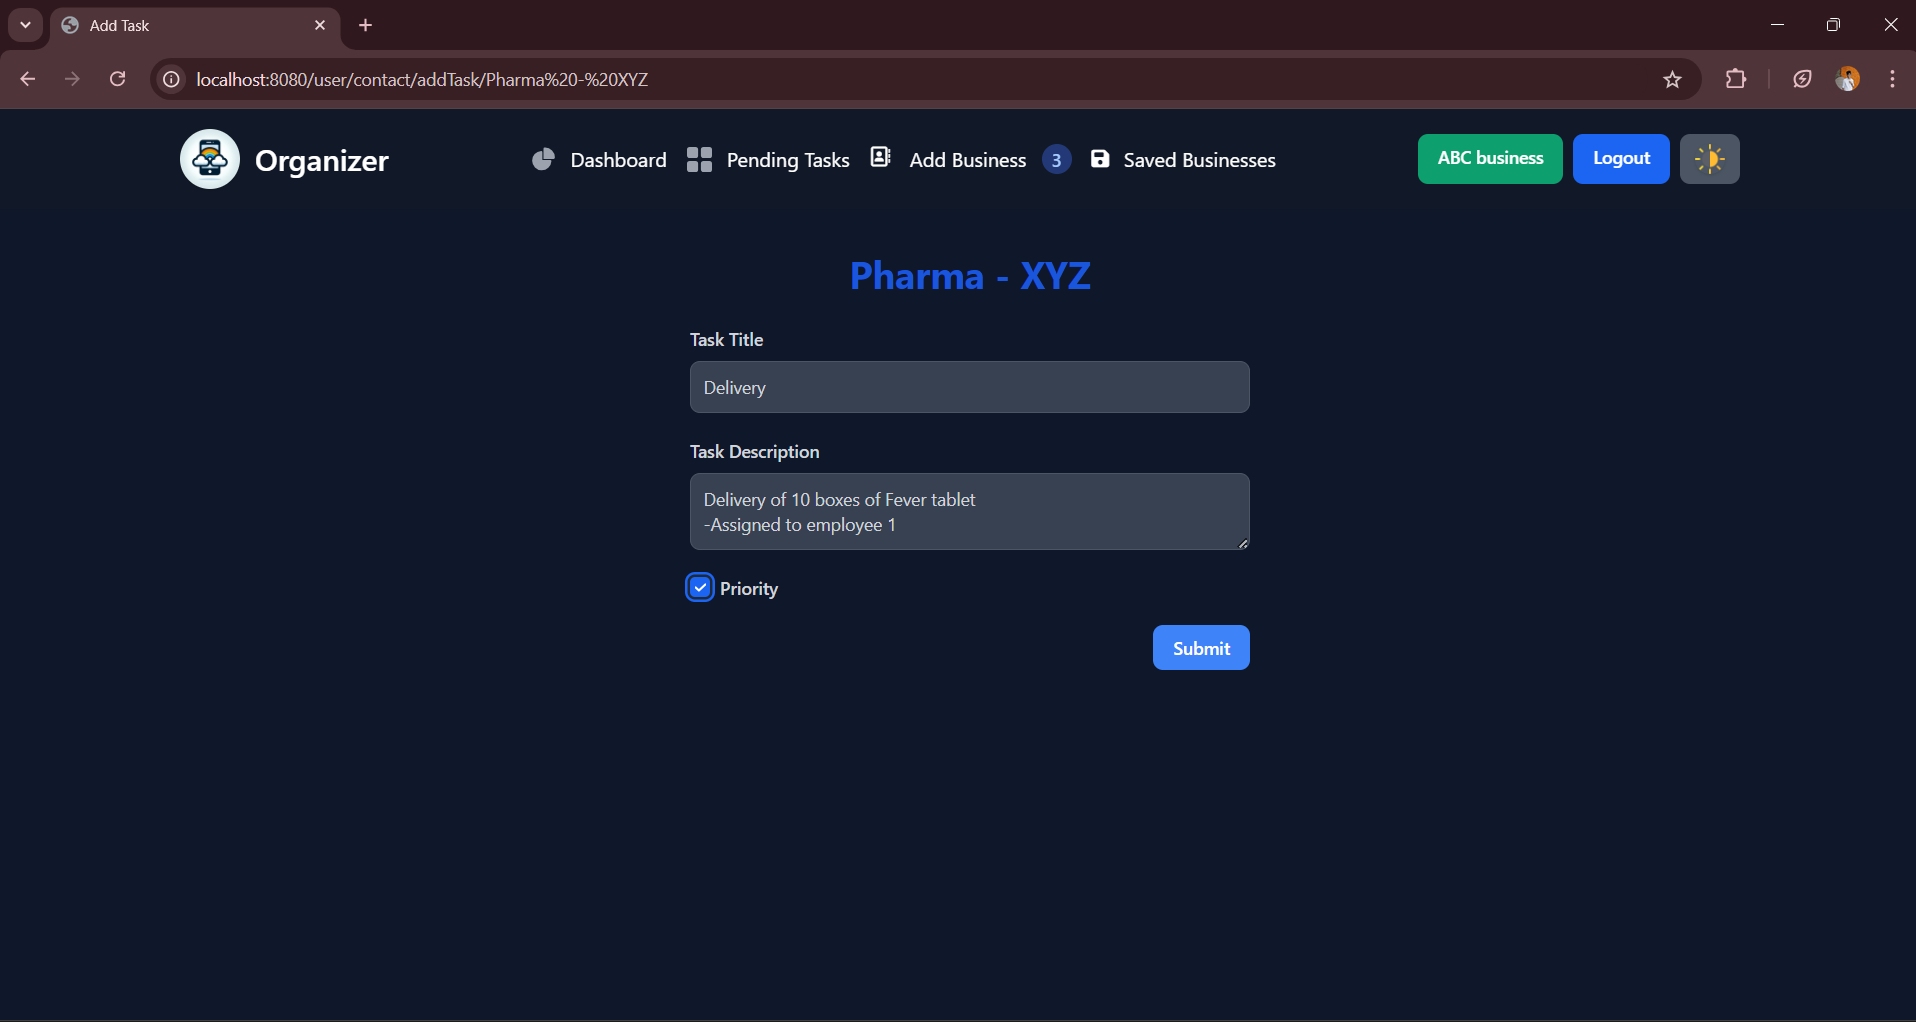 Add Task
localhost:8080/user/contact/addTask/Pharma%20-%20XYZ
Organizer
Dashboard
Pending Tasks
Add Business
3
Saved Businesses
ABC business
Logout
Pharma - XYZ
Task Title
Delivery
Task Description
Delivery of 10 boxes of Fever tablet
-Assigned to employee 1
Priority
Submit